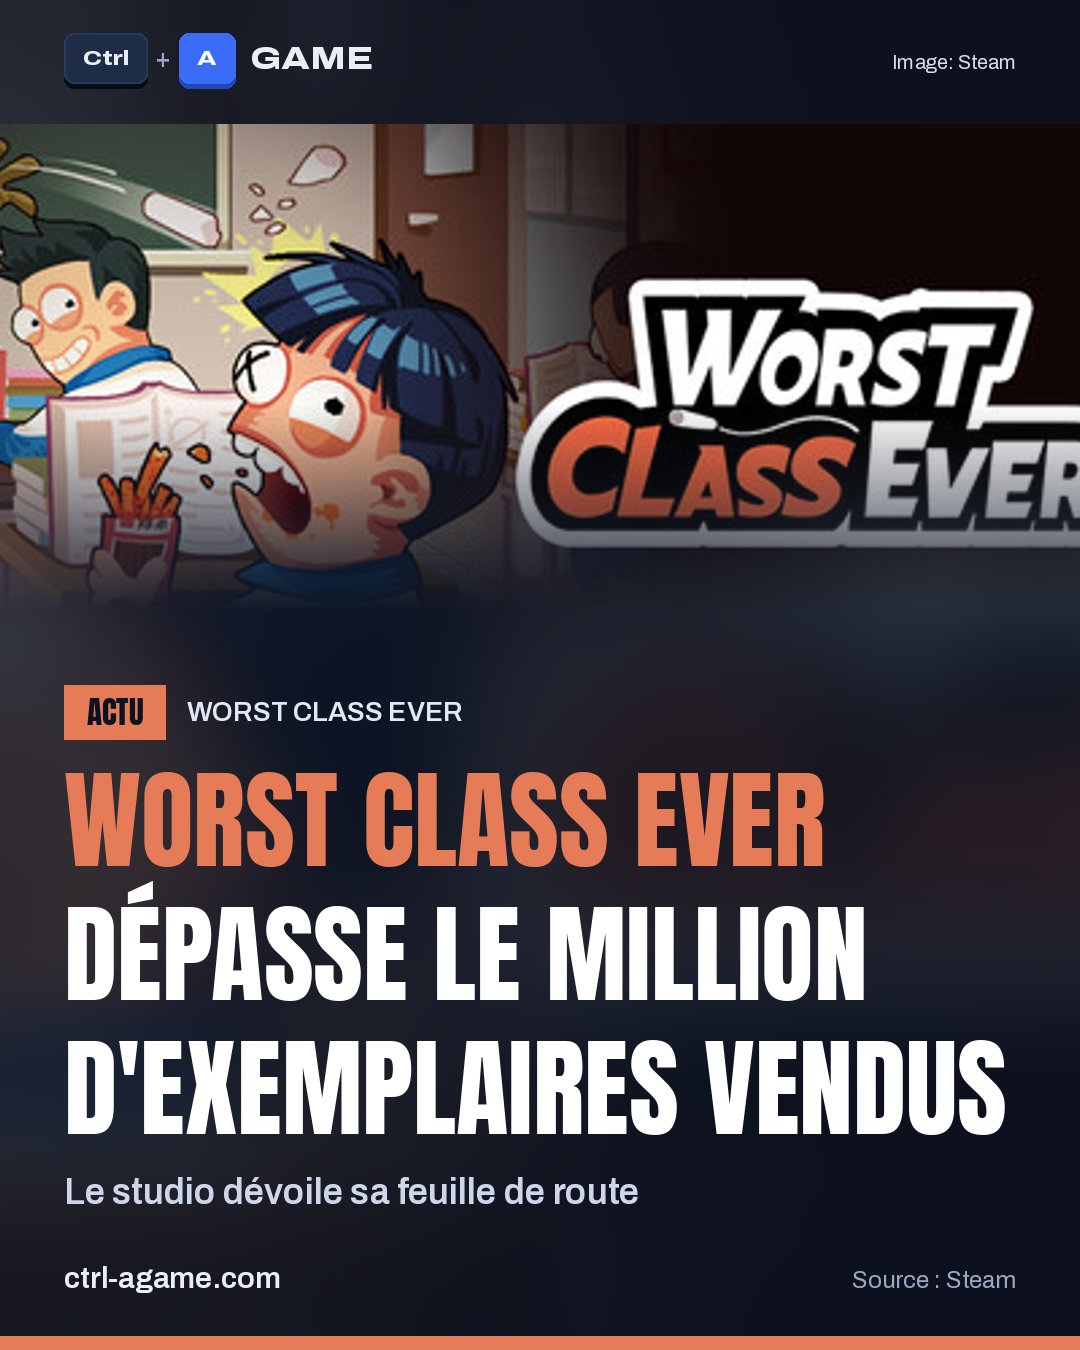 Ctrl + A GAME
Image: Steam
WORST
CLASS EVER
ACTU WORST CLASS EVER
WORST CLASS EVER
DÉPASSE LE MILLION
D'EXEMPLAIRES VENDUS
Le studio dévoile sa feuille de route
ctrl-agame.com
Source : Steam